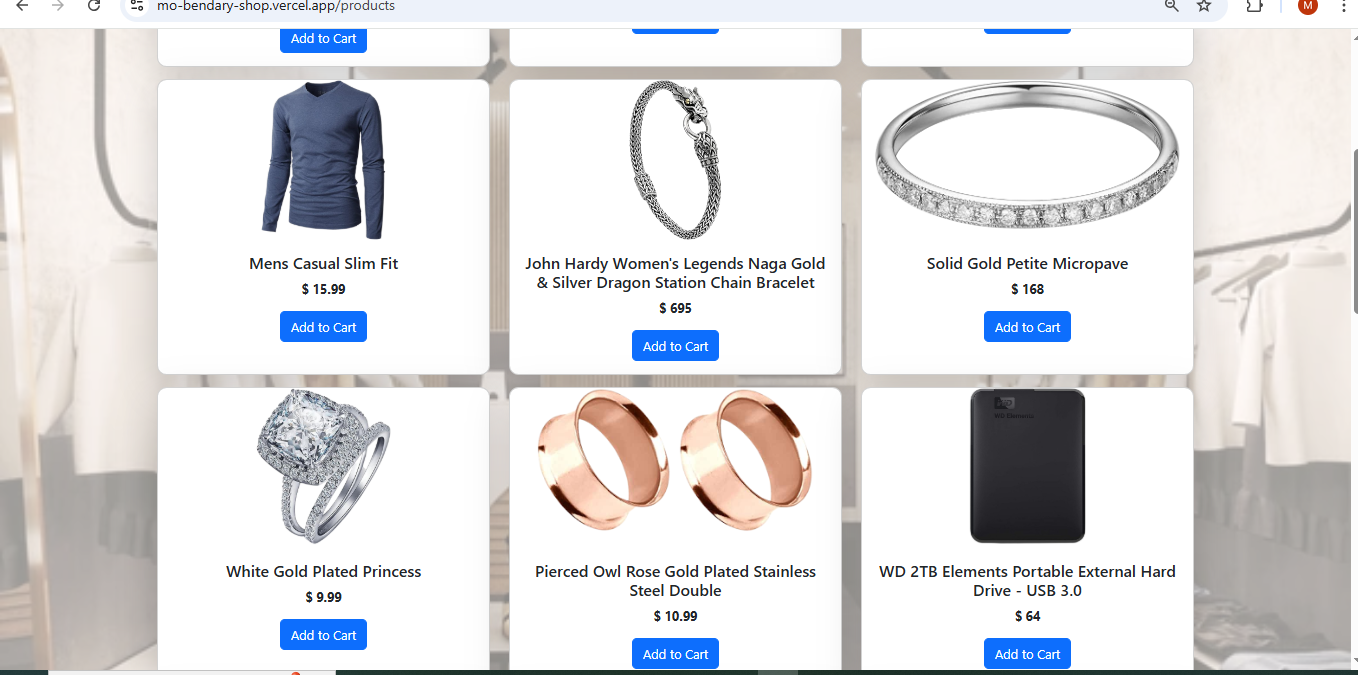 mo-bendary-shop.vercel.app/products
M
Add to Cart
Mens Casual Slim Fit
$ 15.99
Add to Cart
John Hardy Women's Legends Naga Gold
& Silver Dragon Station Chain Bracelet
$ 695
Add to Cart
Solid Gold Petite Micropave
$ 168
Add to Cart
White Gold Plated Princess
$ 9.99
Add to Cart
Pierced Owl Rose Gold Plated Stainless
Steel Double
$ 10.99
Add to Cart
WD
WD Elements
WD 2TB Elements Portable External Hard
Drive - USB 3.0
$ 64
Add to Cart